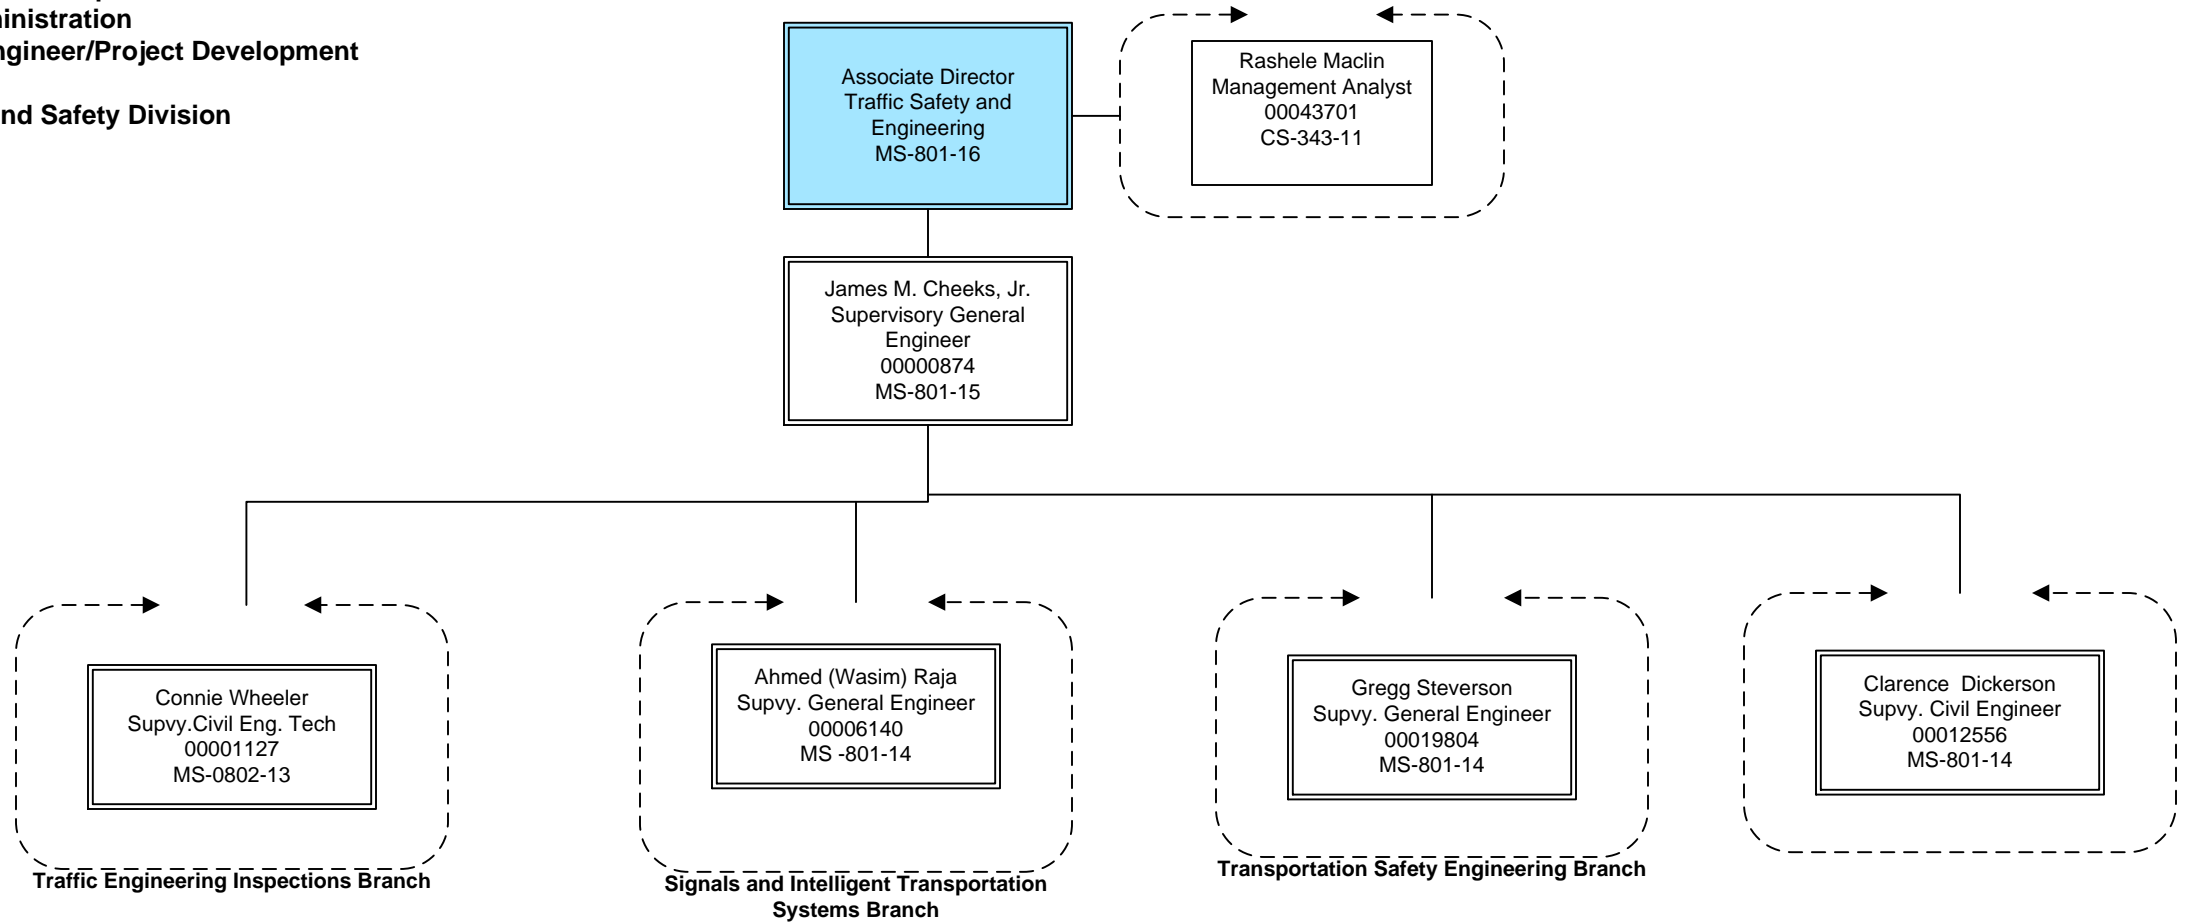 ministration
ngineer/Project Development
nd Safety Division
Associate Director
Traffic Safety and
Engineering
MS-801-16
Rashele Maclin
Management Analyst
00043701
CS-343-11
James M. Cheeks, Jr.
Supervisory General
Engineer
00000874
MS-801-15
Connie Wheeler
Supvy.Civil Eng. Tech
00001127
MS-0802-13
Traffic Engineering Inspections Branch
Ahmed (Wasim) Raja
Supvy. General Engineer
00006140
MS -801-14
Signals and Intelligent Transportation
Systems Branch
Gregg Steverson
Supvy. General Engineer
00019804
MS-801-14
Transportation Safety Engineering Branch
Clarence  Dickerson
Supvy. Civil Engineer
00012556
MS-801-14